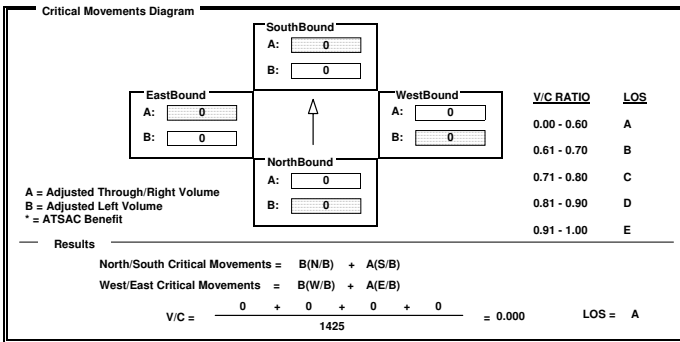 Critical Movements Diagram
SouthBound
A: 0
B: 0
EastBound
A: 0
B: 0
WestBound
A: 0
B: 0
NorthBound
A: 0
B: 0
V/C RATIO LOS
0.00 - 0.60 A
0.61 - 0.70 B
0.71 - 0.80 C
0.81 - 0.90 D
0.91 - 1.00 E
A = Adjusted Through/Right Volume
B = Adjusted Left Volume
* = ATSAC Benefit
Results
North/South Critical Movements = B(N/B) + A(S/B)
West/East Critical Movements = B(W/B) + A(E/B)
V/C = 0 + 0 + 0 + 0 = 0.000 LOS = A
1425